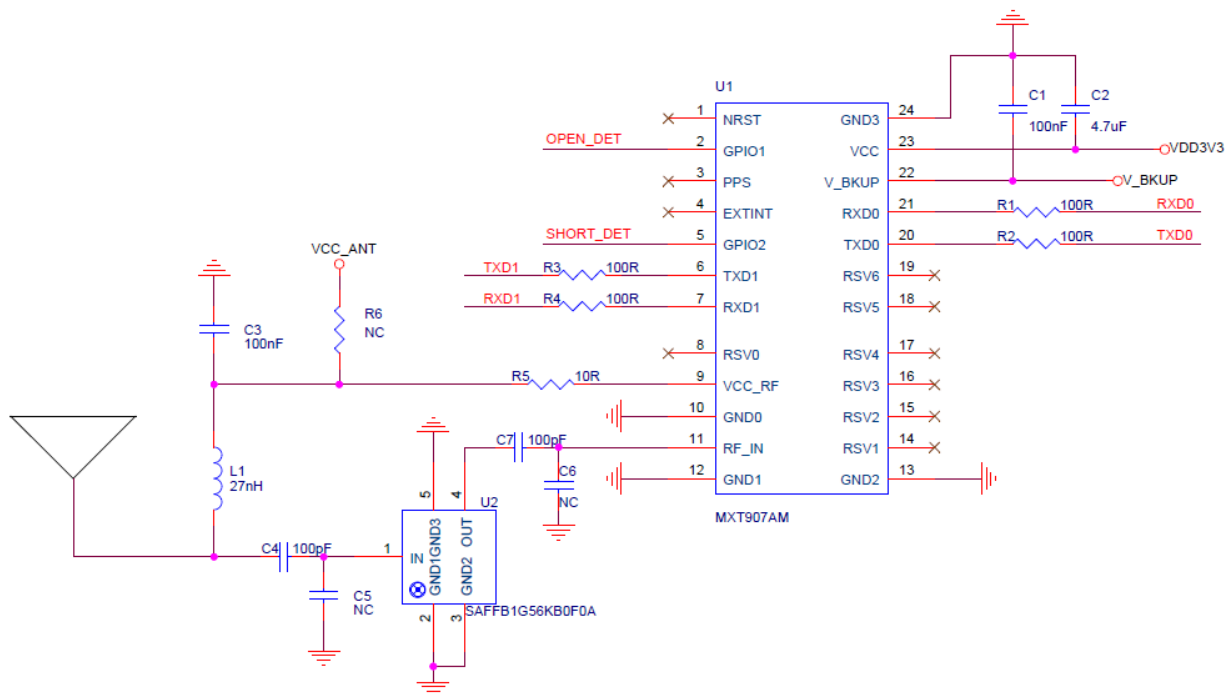 U1
1 NRST
OPEN_DET 2 GPIO1
3 PPS
4 EXTINT
SHORT_DET 5 GPIO2
TXD1 R3 100R 6 TXD1
RXD1 R4 100R 7 RXD1
8 RSV0
R5 10R 9 VCC_RF
10 GND0
11 RF_IN
12 GND1
24 GND3
23 VCC
22 V_BKUP
21 RXD0 R1 100R RXD0
20 TXD0 R2 100R TXD0
19 RSV6
18 RSV5
17 RSV4
16 RSV3
15 RSV2
14 RSV1
13 GND2
MXT907AM
C1
100nF
C2
4.7uF
VDD3V3
V_BKUP
VCC_ANT
R6
NC
C3
100nF
L1
27nH
C7 100pF
C6
NC
C4 100pF
C5
NC
U2
1 IN
5 GND3
4 OUT
2 GND1
3 GND2
SAFFB1G56KB0F0A